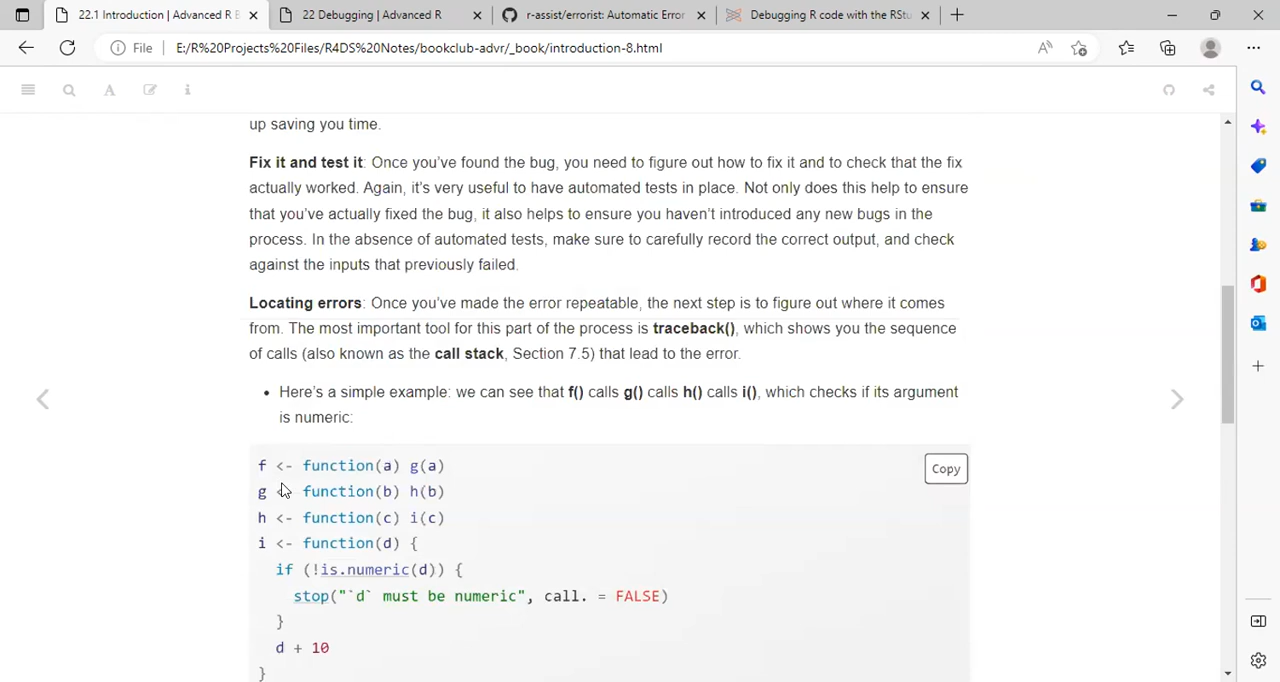 22.1 Introduction | Advanced R B
22 Debugging | Advanced R
r-assist/errorist: Automatic Error
Debugging R code with the RStu
File
E:/R%20Projects%20Files/R4DS%20Notes/bookclub-advr/_book/introduction-8.html
up saving you time.
Fix it and test it: Once you’ve found the bug, you need to figure out how to fix it and to check that the fix
actually worked. Again, it’s very useful to have automated tests in place. Not only does this help to ensure
that you’ve actually fixed the bug, it also helps to ensure you haven’t introduced any new bugs in the
process. In the absence of automated tests, make sure to carefully record the correct output, and check
against the inputs that previously failed.
Locating errors: Once you’ve made the error repeatable, the next step is to figure out where it comes
from. The most important tool for this part of the process is traceback(), which shows you the sequence
of calls (also known as the call stack, Section 7.5) that lead to the error.
• Here’s a simple example: we can see that f() calls g() calls h() calls i(), which checks if its argument
is numeric:
Copy
f <- function(a) g(a)
g <- function(b) h(b)
h <- function(c) i(c)
i <- function(d) {
if (!is.numeric(d)) {
stop("`d` must be numeric", call. = FALSE)
}
d + 10
}